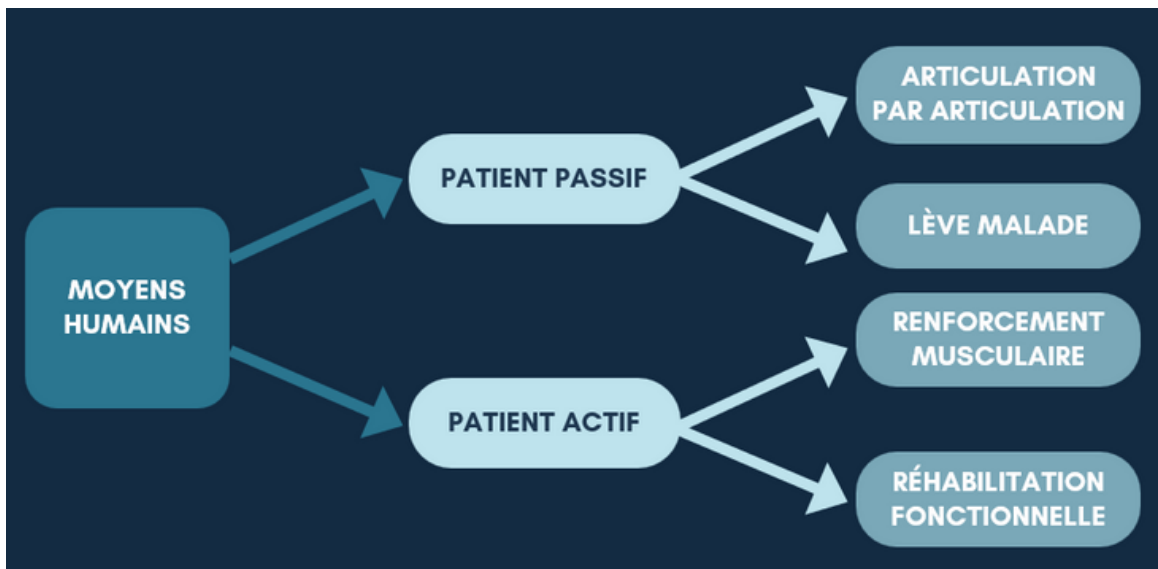 MOYENS
HUMAINS
PATIENT PASSIF
PATIENT ACTIF
ARTICULATION
PAR ARTICULATION
LÈVE MALADE
RENFORCEMENT
MUSCULAIRE
RÉHABILITATION
FONCTIONNELLE